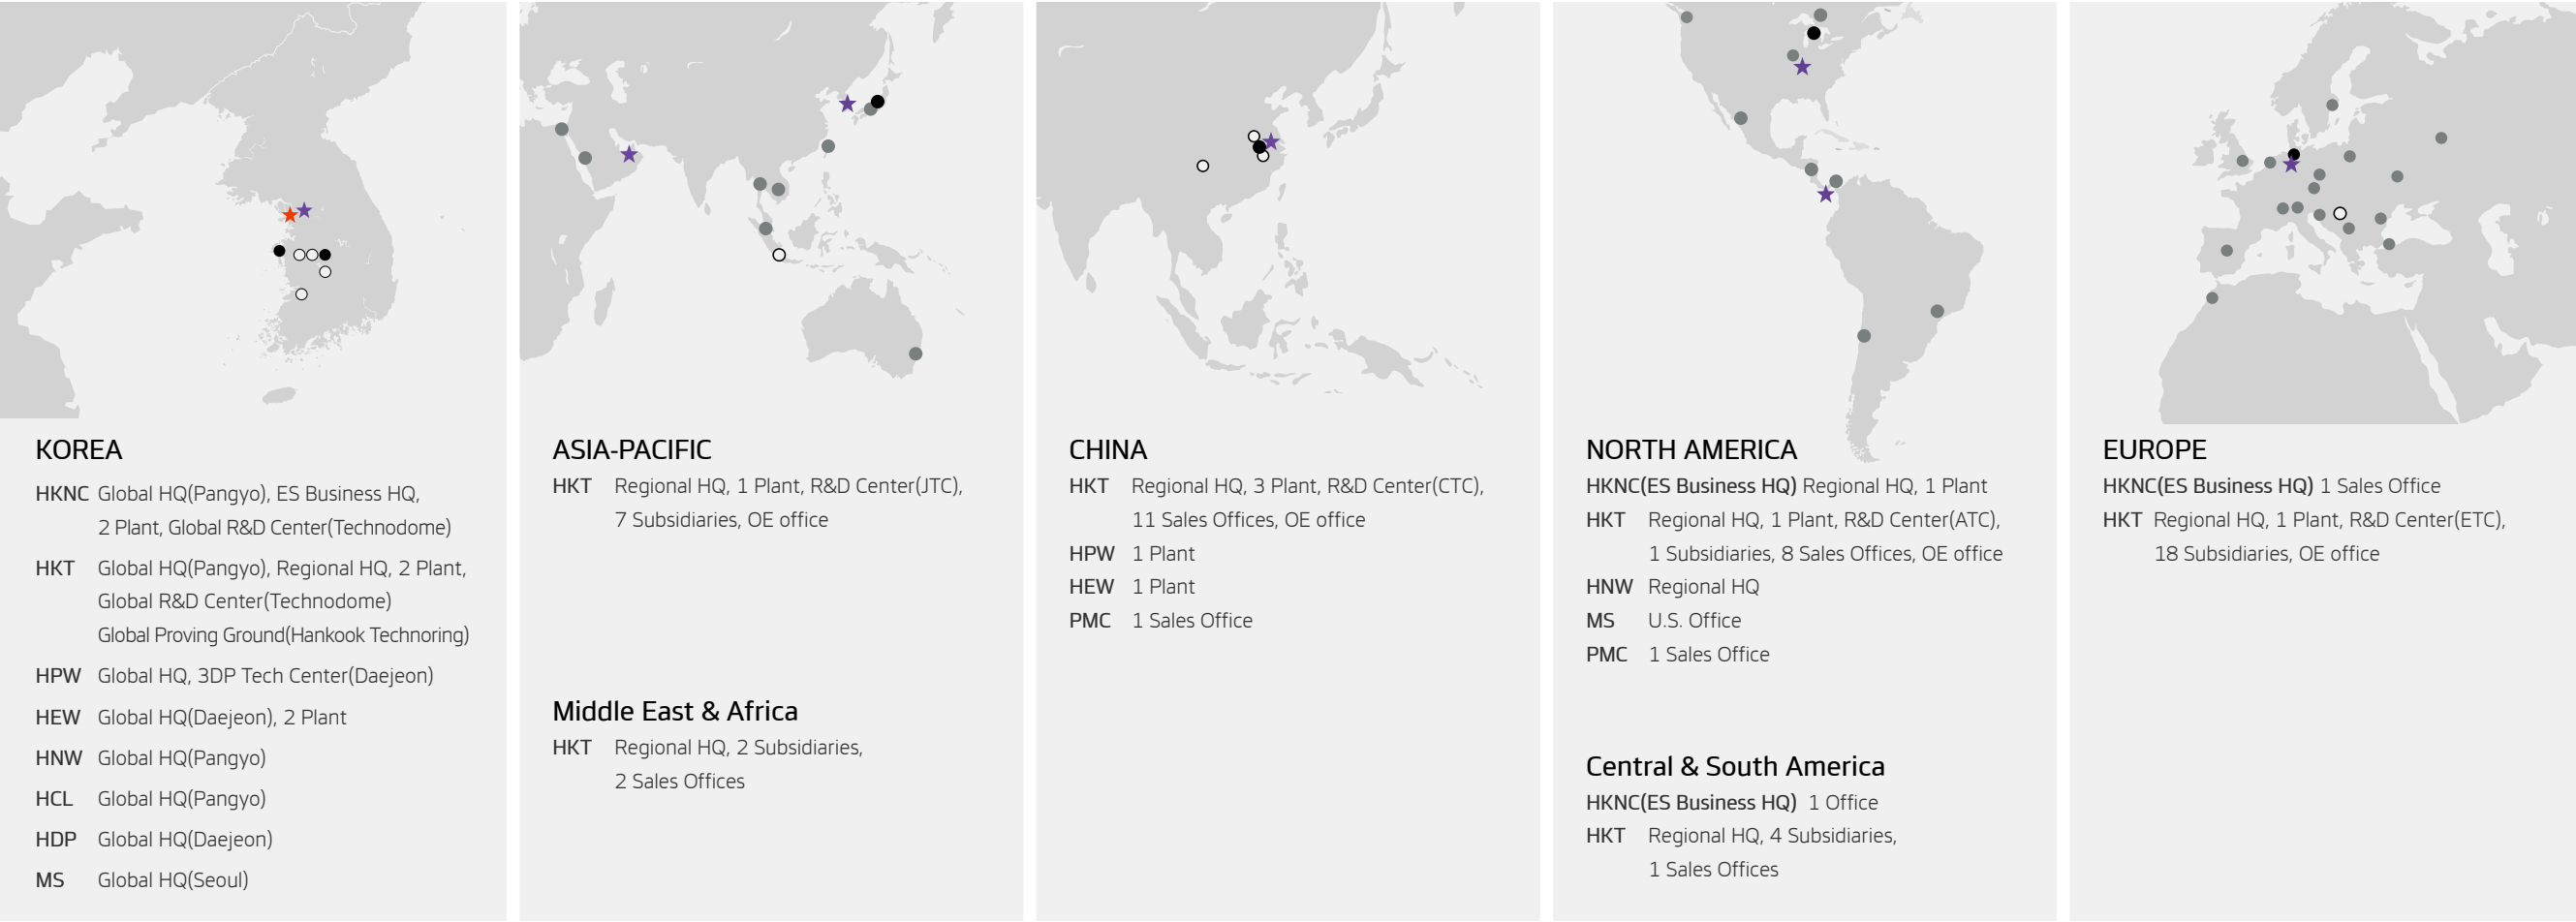 KOREA
HKNC Global HQ(Pangyo), ES Business HQ,
2 Plant, Global R&D Center(Technodome)
HKT Global HQ(Pangyo), Regional HQ, 2 Plant,
Global R&D Center(Technodome)
Global Proving Ground(Hankook Technoring)
HPW Global HQ, 3DP Tech Center(Daejeon)
HEW Global HQ(Daejeon), 2 Plant
HNW Global HQ(Pangyo)
HCL Global HQ(Pangyo)
HDP Global HQ(Daejeon)
MS Global HQ(Seoul)
ASIA-PACIFIC
HKT Regional HQ, 1 Plant, R&D Center(JTC),
7 Subsidiaries, OE office
Middle East & Africa
HKT Regional HQ, 2 Subsidiaries,
2 Sales Offices
CHINA
HKT Regional HQ, 3 Plant, R&D Center(CTC),
11 Sales Offices, OE office
HPW 1 Plant
HEW 1 Plant
PMC 1 Sales Office
NORTH AMERICA
HKNC(ES Business HQ) Regional HQ, 1 Plant
HKT Regional HQ, 1 Plant, R&D Center(ATC),
1 Subsidiaries, 8 Sales Offices, OE office
HNW Regional HQ
MS U.S. Office
PMC 1 Sales Office
Central & South America
HKNC(ES Business HQ) 1 Office
HKT Regional HQ, 4 Subsidiaries,
1 Sales Offices
EUROPE
HKNC(ES Business HQ) 1 Sales Office
HKT Regional HQ, 1 Plant, R&D Center(ETC),
18 Subsidiaries, OE office